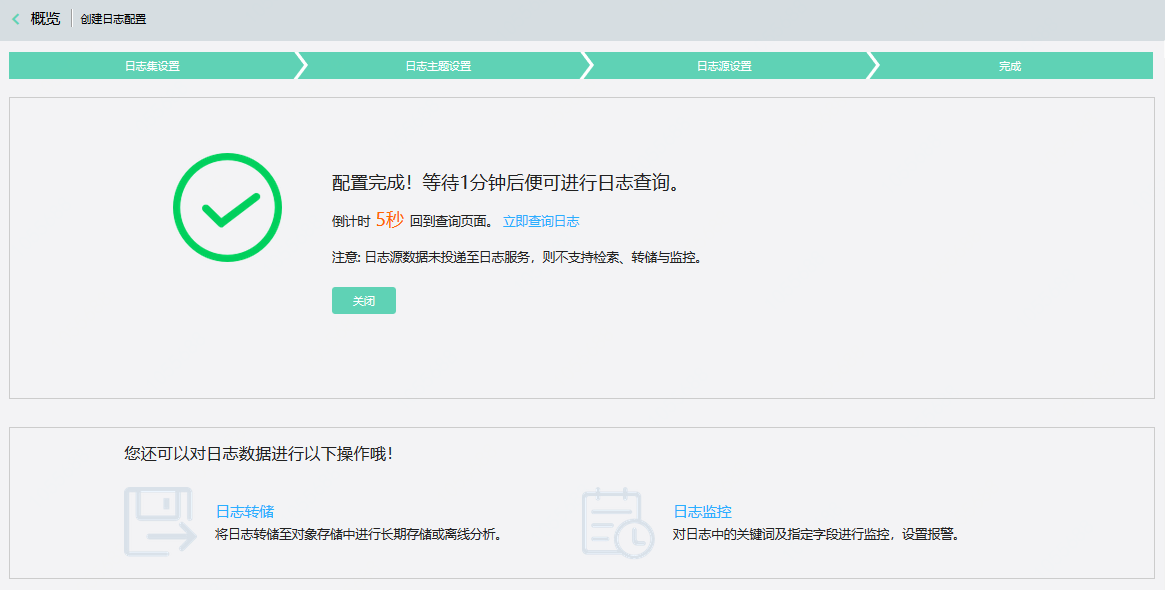 概览 创建日志配置
日志集设置 日志主题设置 日志源设置 完成
配置完成！等待1分钟后便可进行日志查询。
倒计时 5秒 回到查询页面。 立即查询日志
注意: 日志源数据未投递至日志服务，则不支持检索、转储与监控。
关闭
您还可以对日志数据进行以下操作哦！
日志转储
将日志转储至对象存储中进行长期存储或离线分析。
日志监控
对日志中的关键词及指定字段进行监控，设置报警。